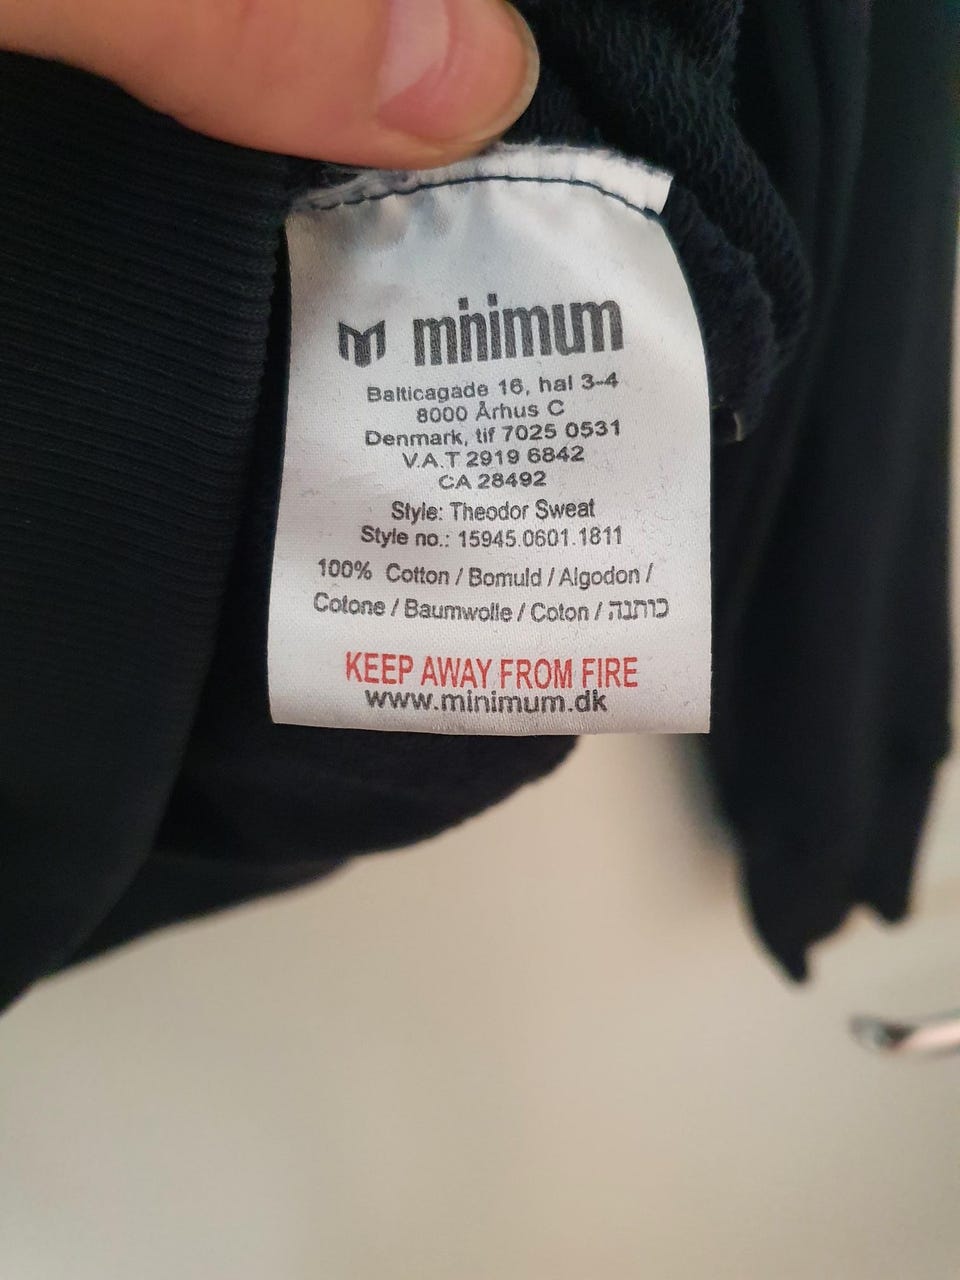 minimum
Balticagade 16, hal 3-4
8000 Århus C
Denmark, tlf 7025 0531
V.A.T 2919 6842
CA 28492
Style: Theodor Sweat
Style no.: 15945.0601.1811
100% Cotton / Bomuld / Algodon /
Cotone / Baumwolle / Coton / כותנה
KEEP AWAY FROM FIRE
www.minimum.dk